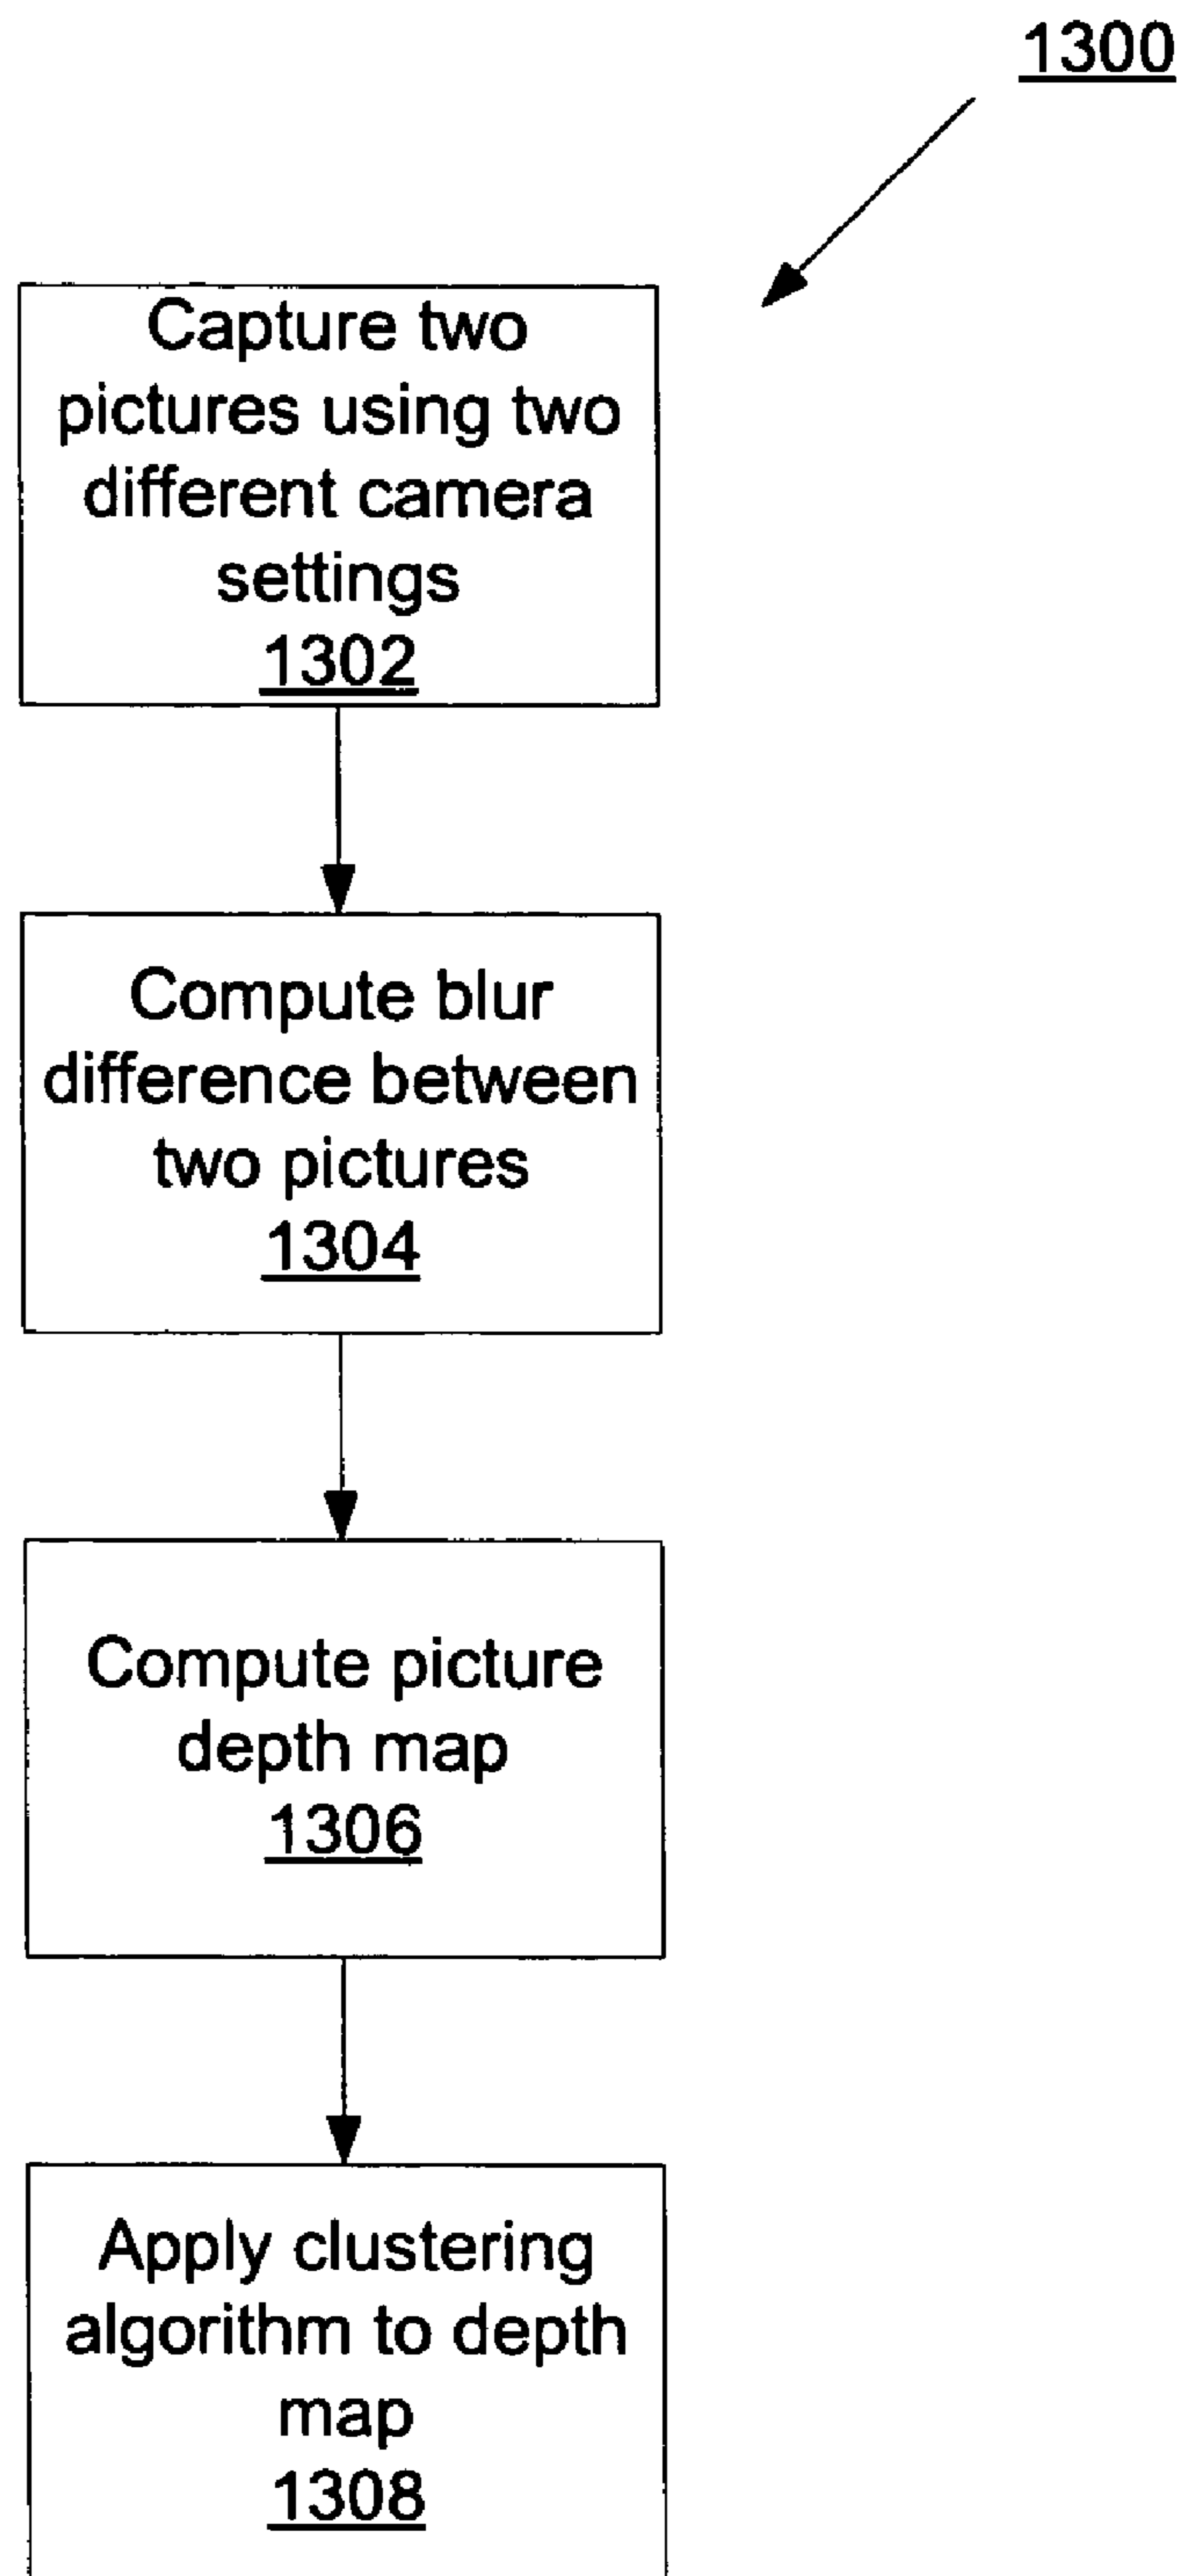 1300
Capture two
pictures using two
different camera
settings
1302
Compute blur
difference between
two pictures
1304
Compute picture
depth map
1306
Apply clustering
algorithm to depth
map
1308